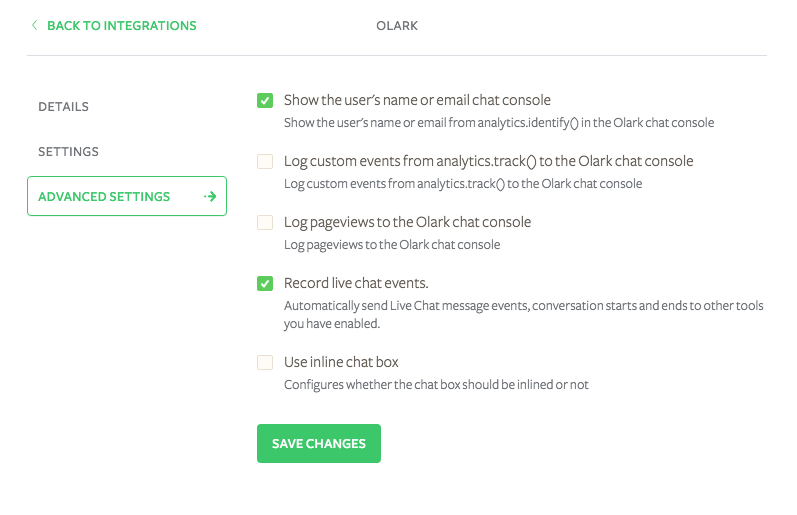 BACK TO INTEGRATIONS
OLARK
DETAILS
SETTINGS
ADVANCED SETTINGS
Show the user's name or email chat console
Show the user's name or email from analytics.identify() in the Olark chat console
Log custom events from analytics.track() to the Olark chat console
Log custom events from analytics.track() to the Olark chat console
Log pageviews to the Olark chat console
Log pageviews to the Olark chat console
Record live chat events.
Automatically send Live Chat message events, conversation starts and ends to other tools
you have enabled.
Use inline chat box
Configures whether the chat box should be inlined or not
SAVE CHANGES